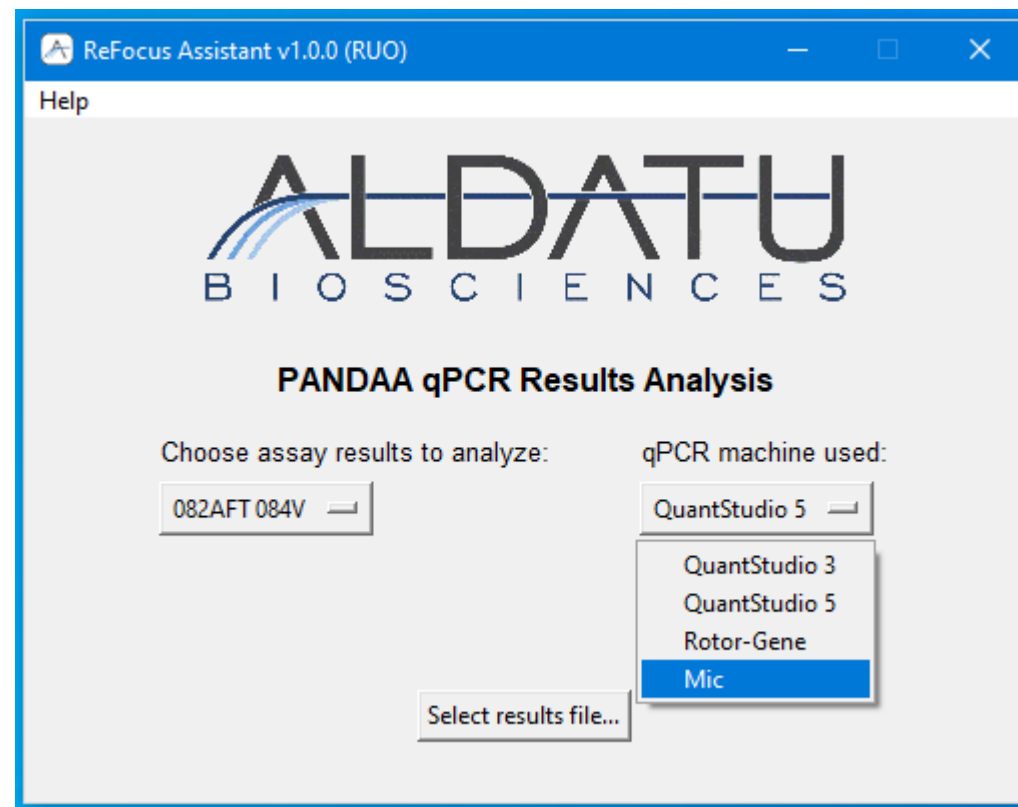 ReFocus Assistant v1.0.0 (RUO)
Help
ALDATU
BIOSCIENCES
PANDAA qPCR Results Analysis
Choose assay results to analyze: qPCR machine used:
082AFT 084V QuantStudio 5
QuantStudio 3
QuantStudio 5
Rotor-Gene
Mic
Select results file...